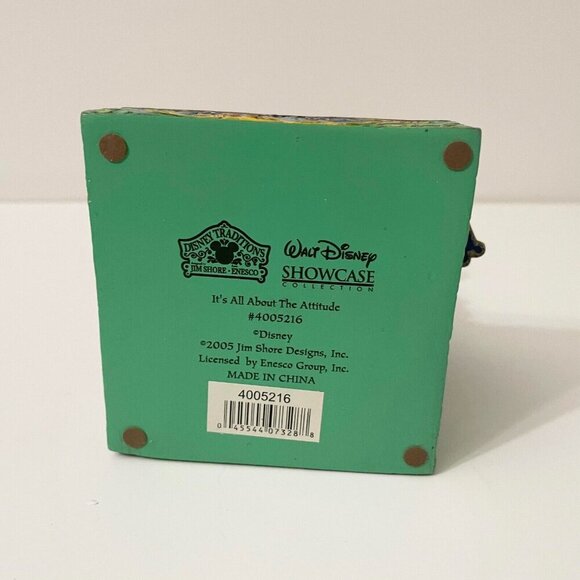 DISNEY TRADITIONS
JIM SHORE • ENESCO
WALT DISNEY
SHOWCASE
COLLECTION
It's All About The Attitude
#4005216
©Disney
©2005 Jim Shore Designs, Inc.
Licensed by Enesco Group, Inc.
MADE IN CHINA
4005216
0 45544 07328 8